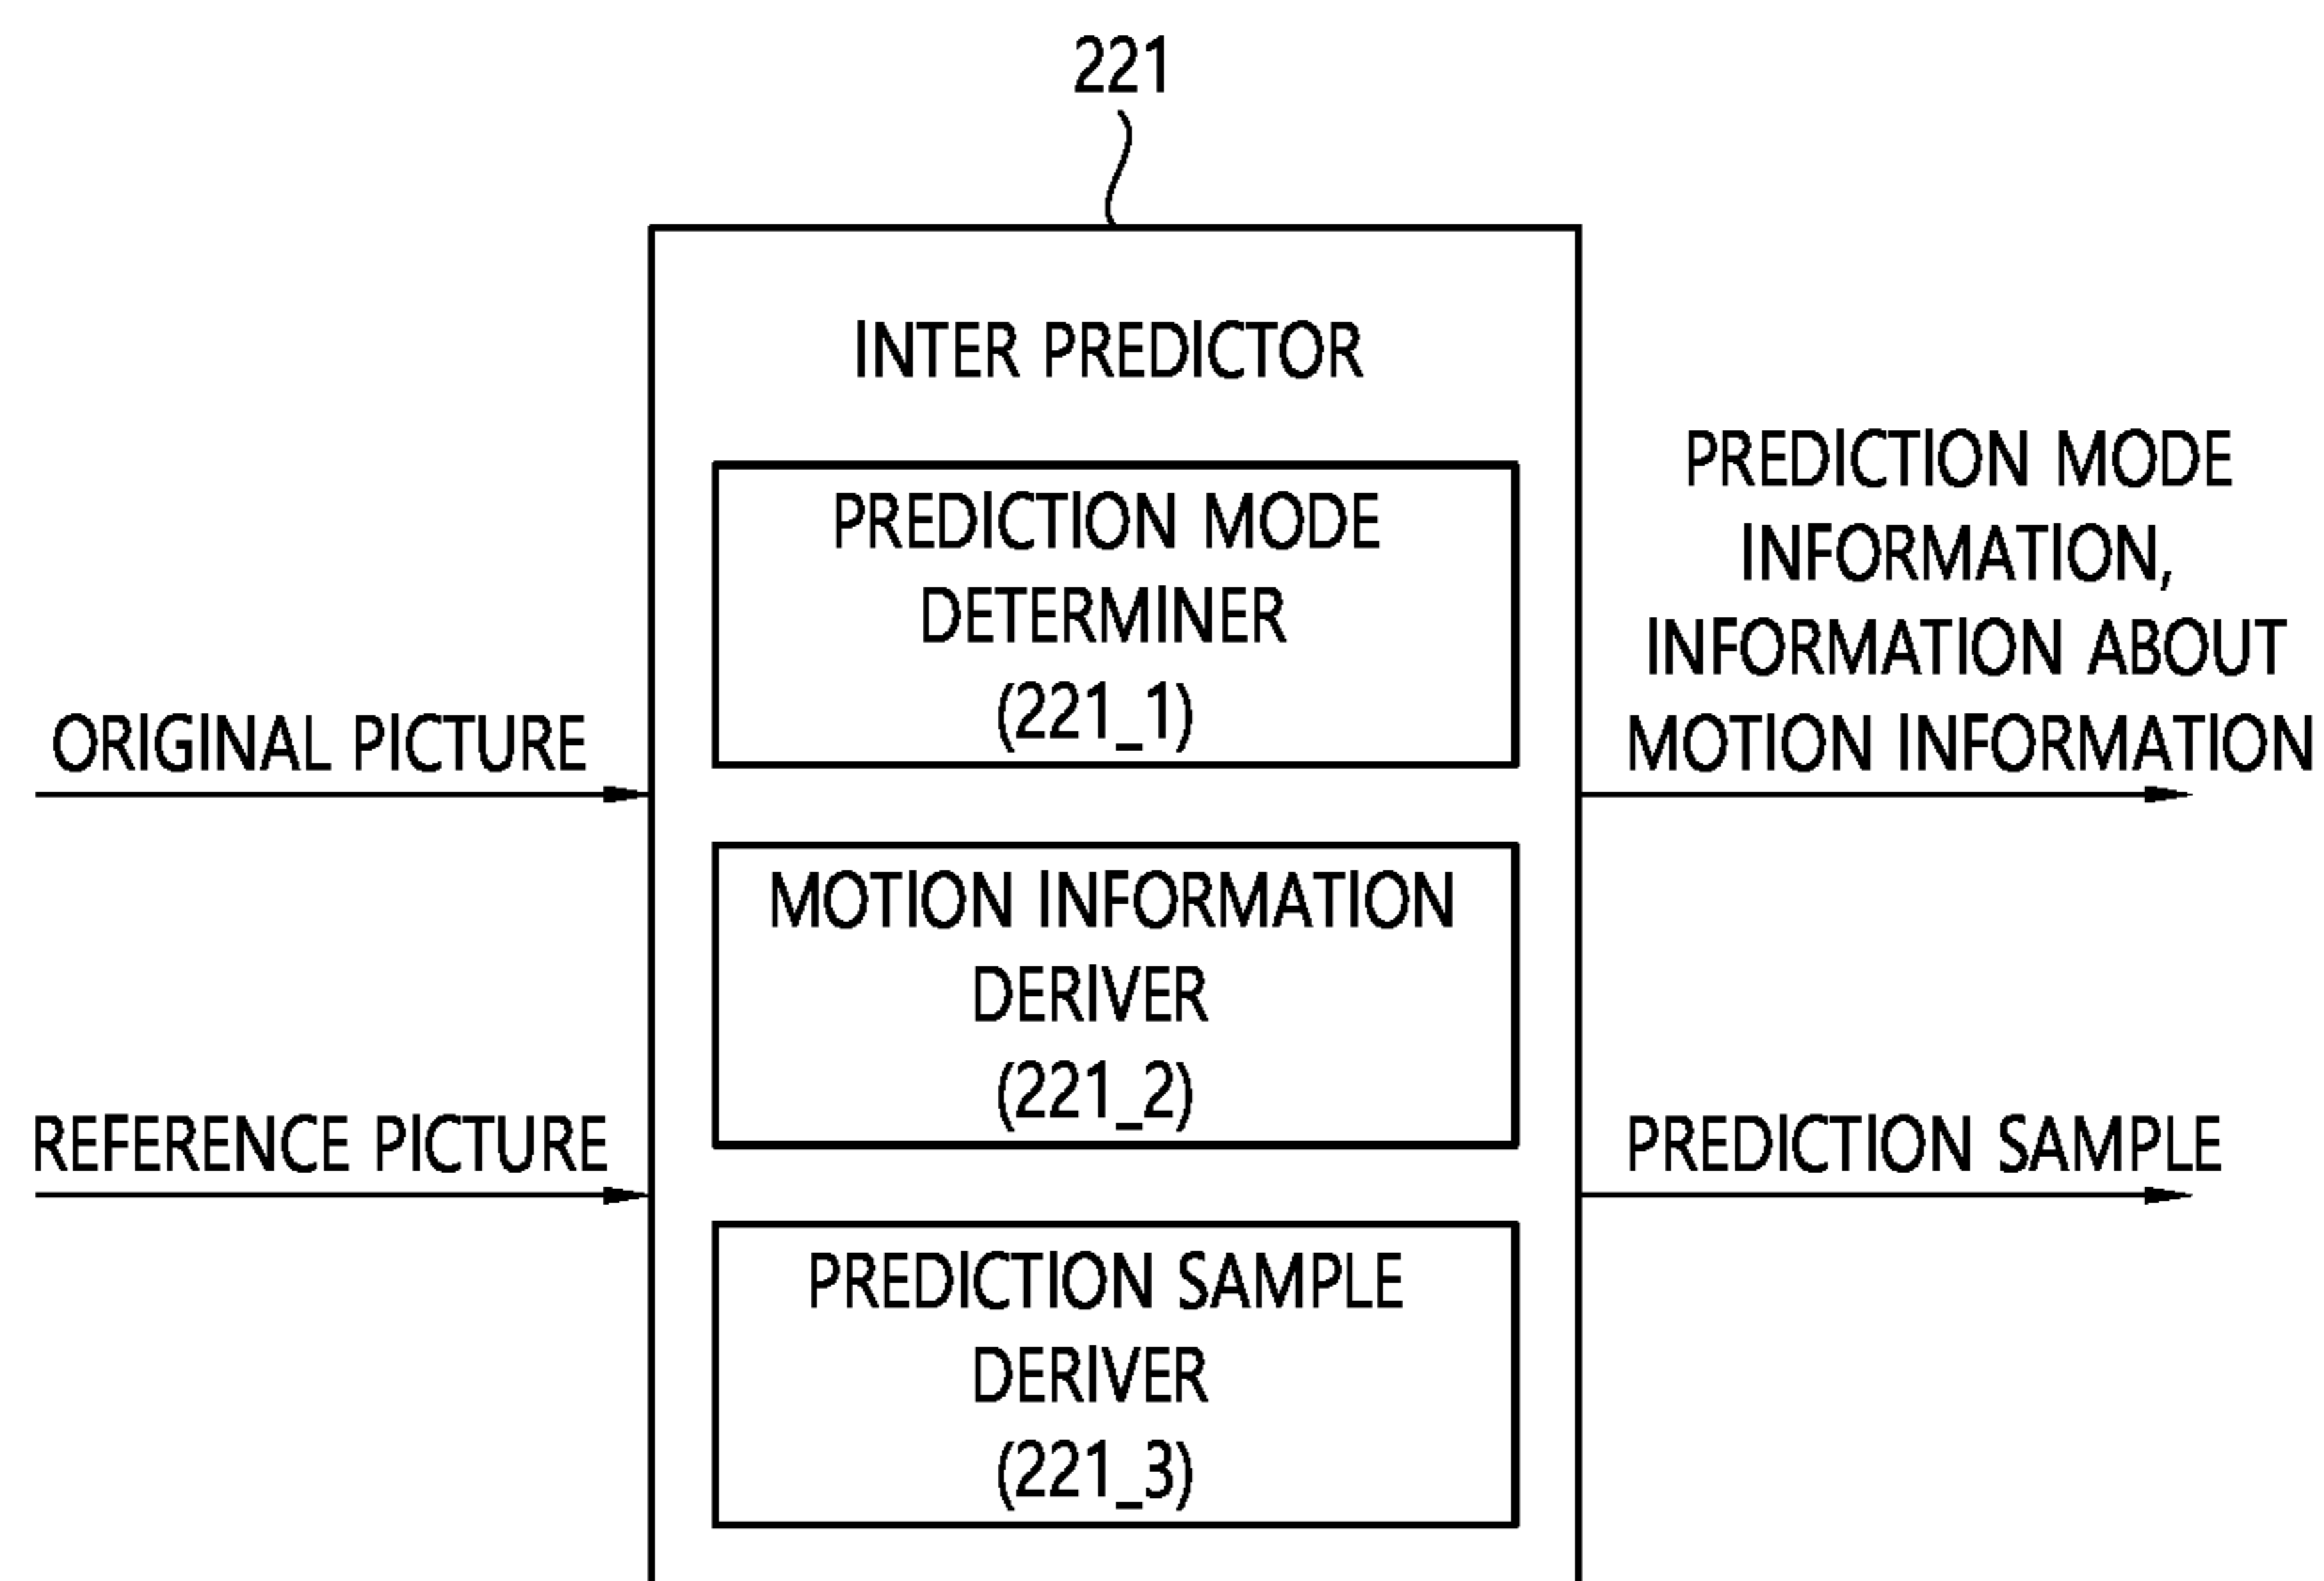 221
INTER PREDICTOR
PREDICTION MODE
DETERMINER
(221_1)
MOTION INFORMATION
DERIVER
(221_2)
PREDICTION SAMPLE
DERIVER
(221_3)
ORIGINAL PICTURE
REFERENCE PICTURE
PREDICTION MODE
INFORMATION,
INFORMATION ABOUT
MOTION INFORMATION
PREDICTION SAMPLE